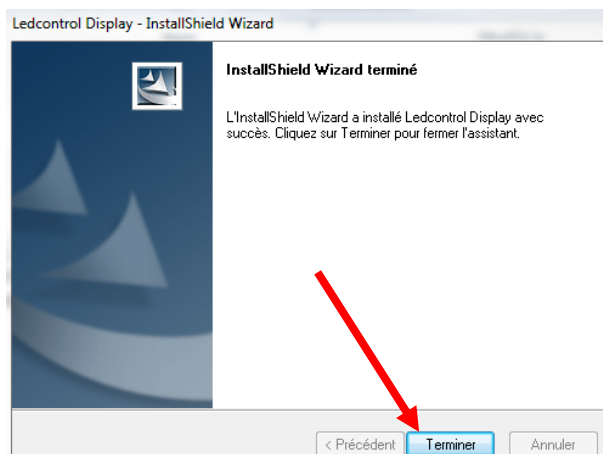 Ledcontrol Display - InstallShield Wizard
InstallShield Wizard terminé
L'InstallShield Wizard a installé Ledcontrol Display avec
succès. Cliquez sur Terminer pour fermer l'assistant.
< Précédent Terminer Annuler